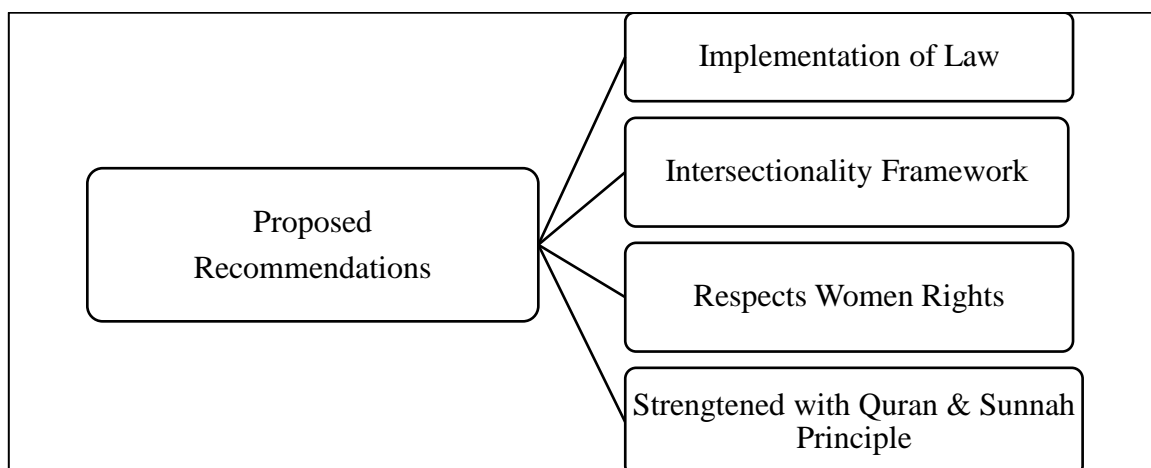 Proposed
Recommendations
Implementation of Law
Intersectionality Framework
Respects Women Rights
Strengtened with Quran & Sunnah
Principle